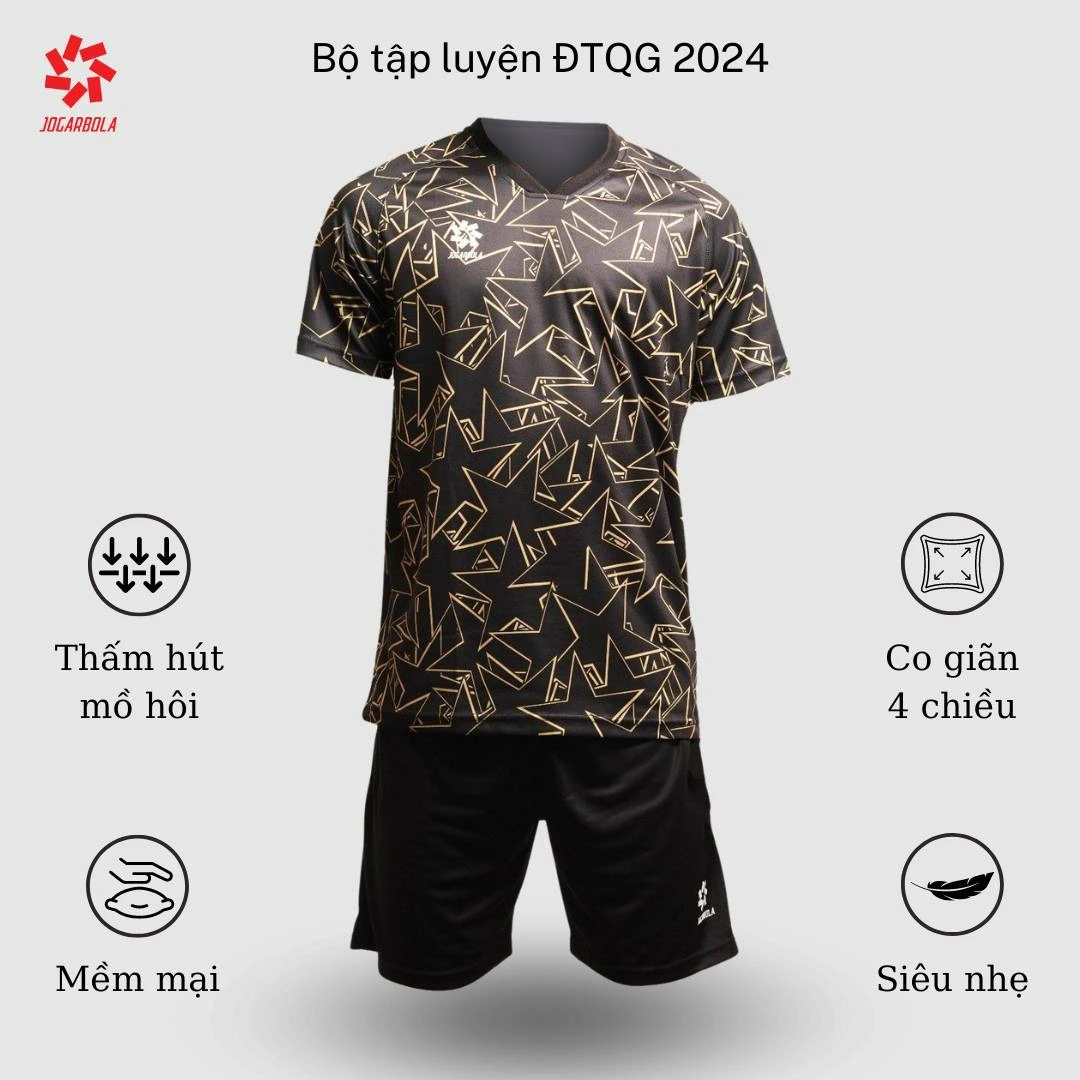 Bộ tập luyện ĐTQG 2024
JOGARBOLA
JOGARBOLA
Thấm hút
mồ hôi
Co giãn
4 chiều
Mềm mại
Siêu nhẹ
JOGARBOLA